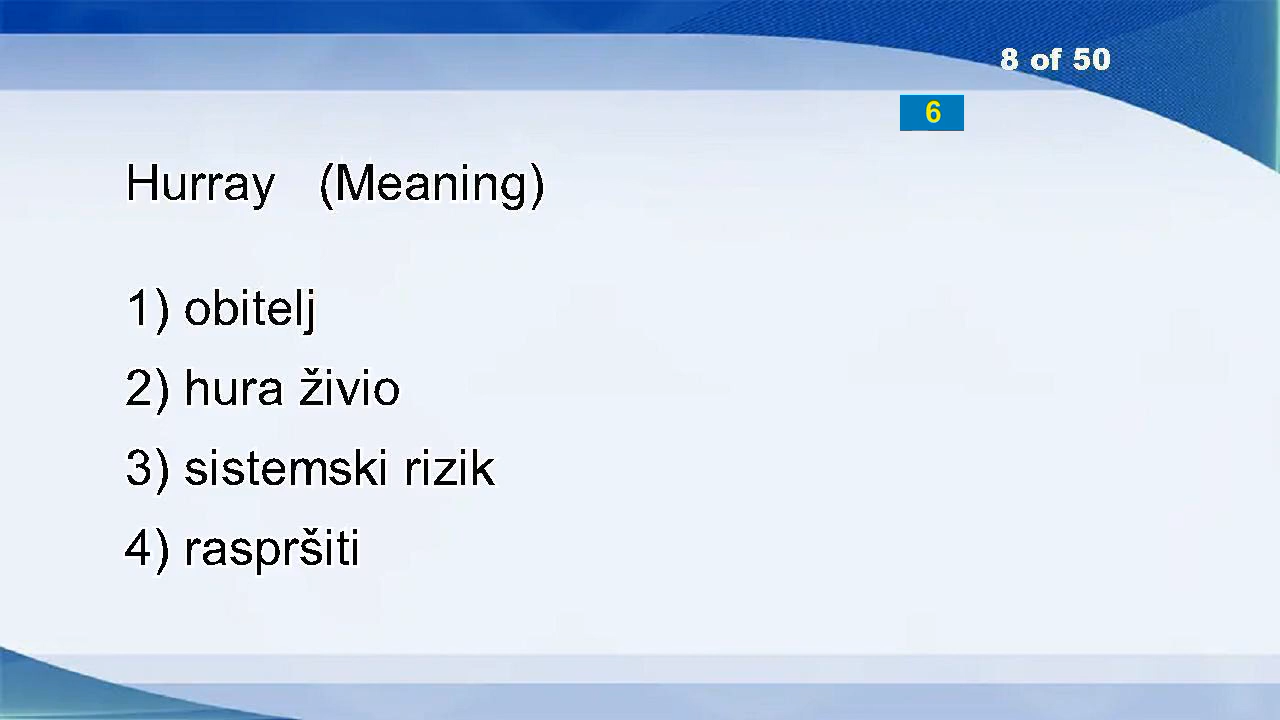 8 of 50
6
Hurray (Meaning)
1) obitelj
2) hura živio
3) sistemski rizik
4) raspršiti